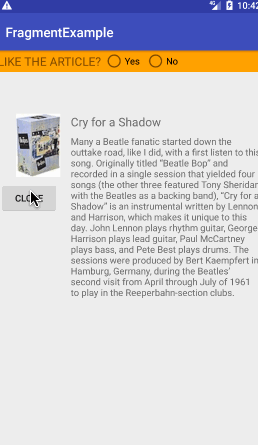 10:42
FragmentExample
LIKE THE ARTICLE? Yes No
Cry for a Shadow
Many a Beatle fanatic started down the
outtake road, like I did, with a first listen to this
song. Originally titled “Beatle Bop” and
recorded in a single session that yielded four
songs (the other three featured Tony Sheridan
with the Beatles as a backing band), “Cry for a
Shadow” is an instrumental written by Lennon
and Harrison, which makes it unique to this
day. John Lennon plays rhythm guitar, George
Harrison plays lead guitar, Paul McCartney
plays bass, and Pete Best plays drums. The
sessions were produced by Bert Kaempfert in
Hamburg, Germany, during the Beatles’
second visit from April through July of 1961
to play in the Reeperbahn-section clubs.